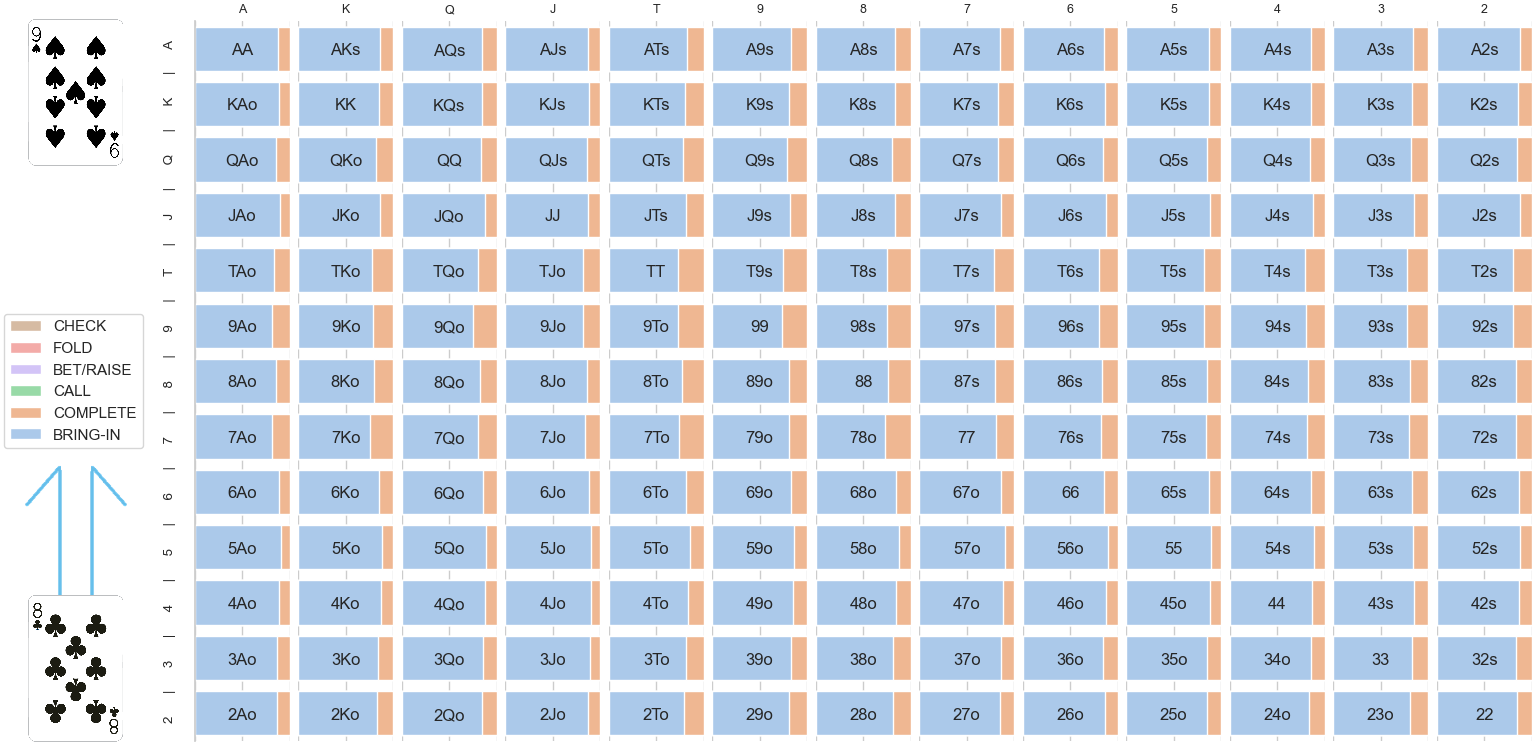 A K Q J T 9 8 7 6 5 4 3 2
9
A AA AKs AQs AJs ATs A9s A8s A7s A6s A5s A4s A3s A2s
K KAo KK KQs KJs KTs K9s K8s K7s K6s K5s K4s K3s K2s
9
Q QAo QKo QQ QJs QTs Q9s Q8s Q7s Q6s Q5s Q4s Q3s Q2s
J JAo JKo JQo JJ JTs J9s J8s J7s J6s J5s J4s J3s J2s
T TAo TKo TQo TJo TT T9s T8s T7s T6s T5s T4s T3s T2s
9 9Ao 9Ko 9Qo 9Jo 9To 99 98s 97s 96s 95s 94s 93s 92s
8 8Ao 8Ko 8Qo 8Jo 8To 89o 88 87s 86s 85s 84s 83s 82s
7 7Ao 7Ko 7Qo 7Jo 7To 79o 78o 77 76s 75s 74s 73s 72s
6 6Ao 6Ko 6Qo 6Jo 6To 69o 68o 67o 66 65s 64s 63s 62s
5 5Ao 5Ko 5Qo 5Jo 5To 59o 58o 57o 56o 55 54s 53s 52s
4 4Ao 4Ko 4Qo 4Jo 4To 49o 48o 47o 46o 45o 44 43s 42s
3 3Ao 3Ko 3Qo 3Jo 3To 39o 38o 37o 36o 35o 34o 33 32s
2 2Ao 2Ko 2Qo 2Jo 2To 29o 28o 27o 26o 25o 24o 23o 22
CHECK
FOLD
BET/RAISE
CALL
COMPLETE
BRING-IN
8
8